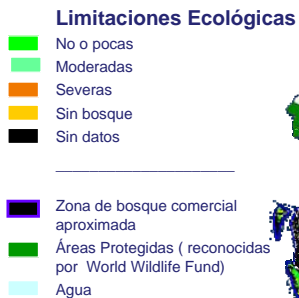 Limitaciones Ecológicas
No o pocas
Moderadas
Severas
Sin bosque
Sin datos
Zona de bosque comercial
aproximada
Áreas Protegidas ( reconocidas
por World Wildlife Fund)
Agua